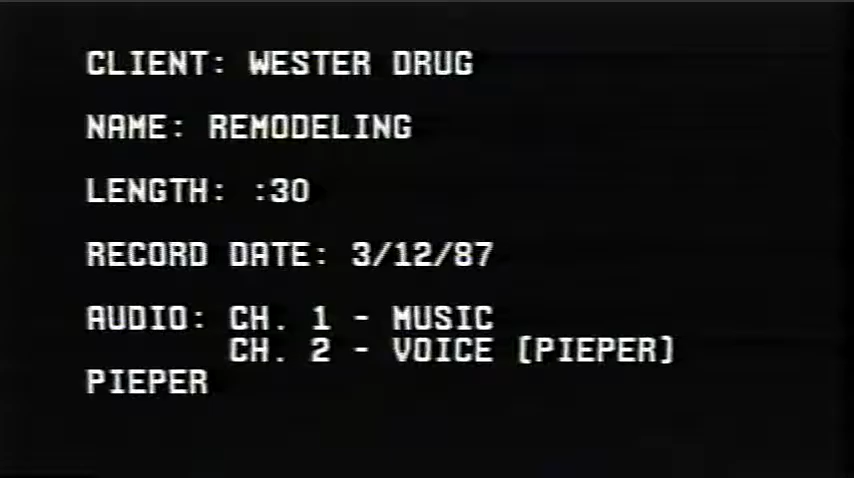 CLIENT: WESTER DRUG
NAME: REMODELING
LENGTH: :30
RECORD DATE: 3/12/87
AUDIO: CH. 1 - MUSIC
CH. 2 - VOICE [PIEPER]
PIEPER